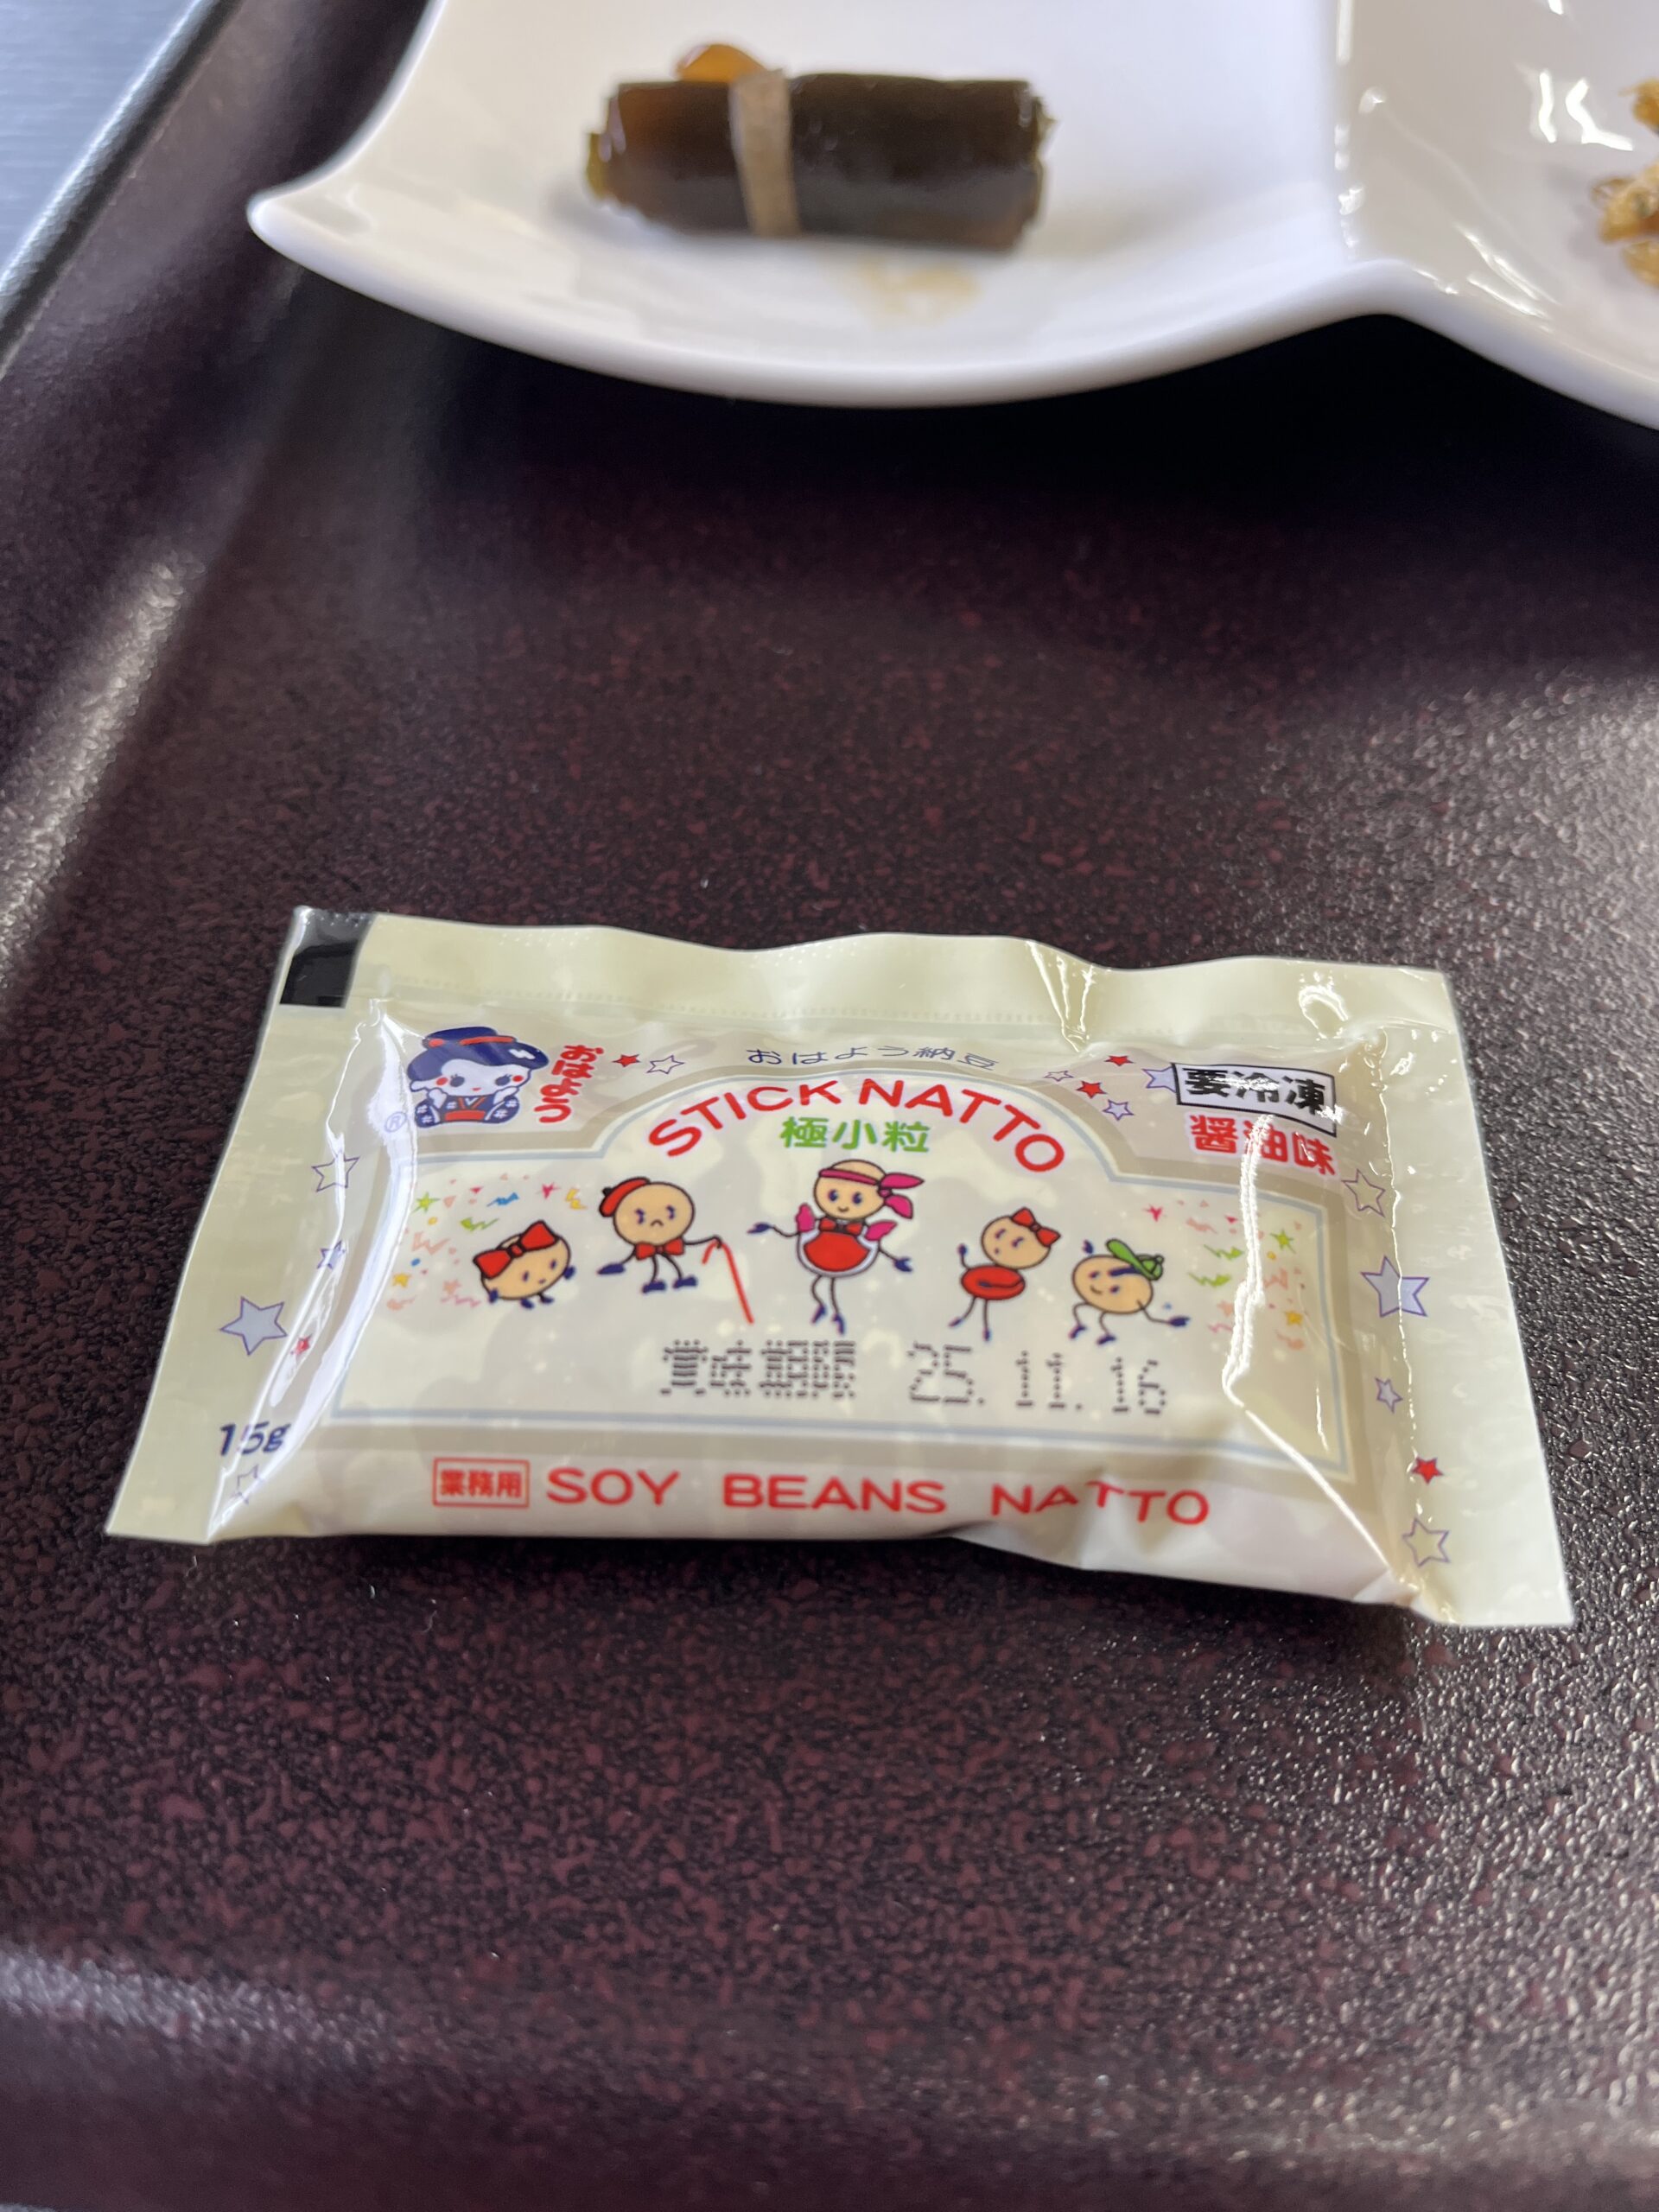 おはよう
おはよう納豆
STICK NATTO
極小粒
要冷凍
醤油味
®
賞味期限 25. 11. 16
15g
業務用 SOY BEANS NATTO